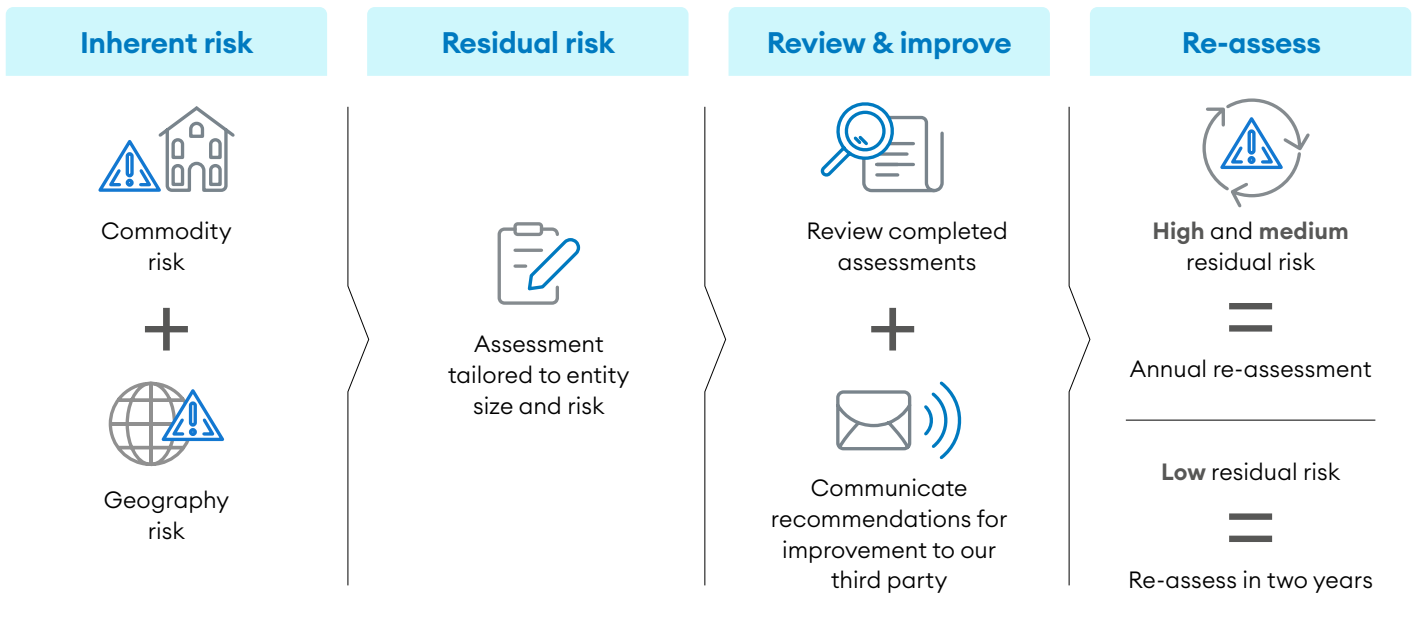 Inherent risk
Commodity
risk
+
Geography
risk
Residual risk
Assessment
tailored to entity
size and risk
Review & improve
Review completed
assessments
+
Communicate
recommendations for
improvement to our
third party
Re-assess
High and medium
residual risk
=
Annual re-assessment
Low residual risk
=
Re-assess in two years